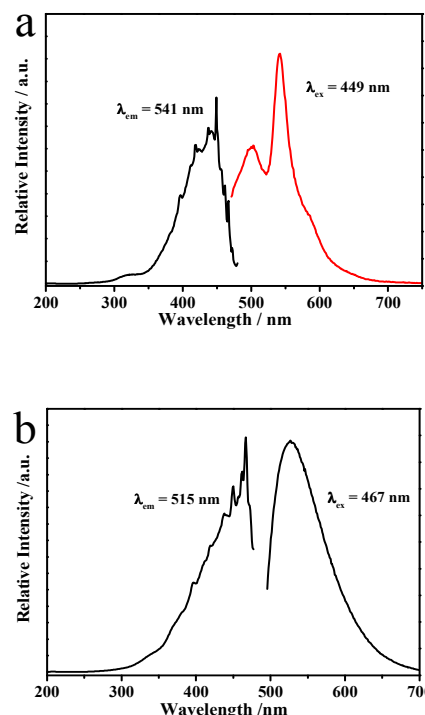 a
Relative Intensity / a.u.
λem = 541 nm
λex = 449 nm
200 300 400 500 600 700
Wavelength / nm
b
Relative Intensity /a.u.
λem = 515 nm
λex = 467 nm
200 300 400 500 600 700
Wavelength /nm